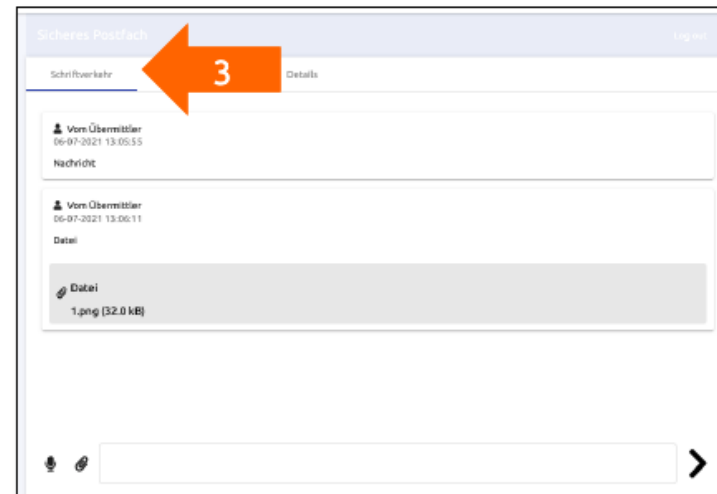 Sicheres Postfach
Log out
Schriftverkehr
3
Details
Vom Übermittler
06-07-2021 13:05:55
Nachricht
Vom Übermittler
06-07-2021 13:06:11
Datei
Datei
1.png (32.0 kB)